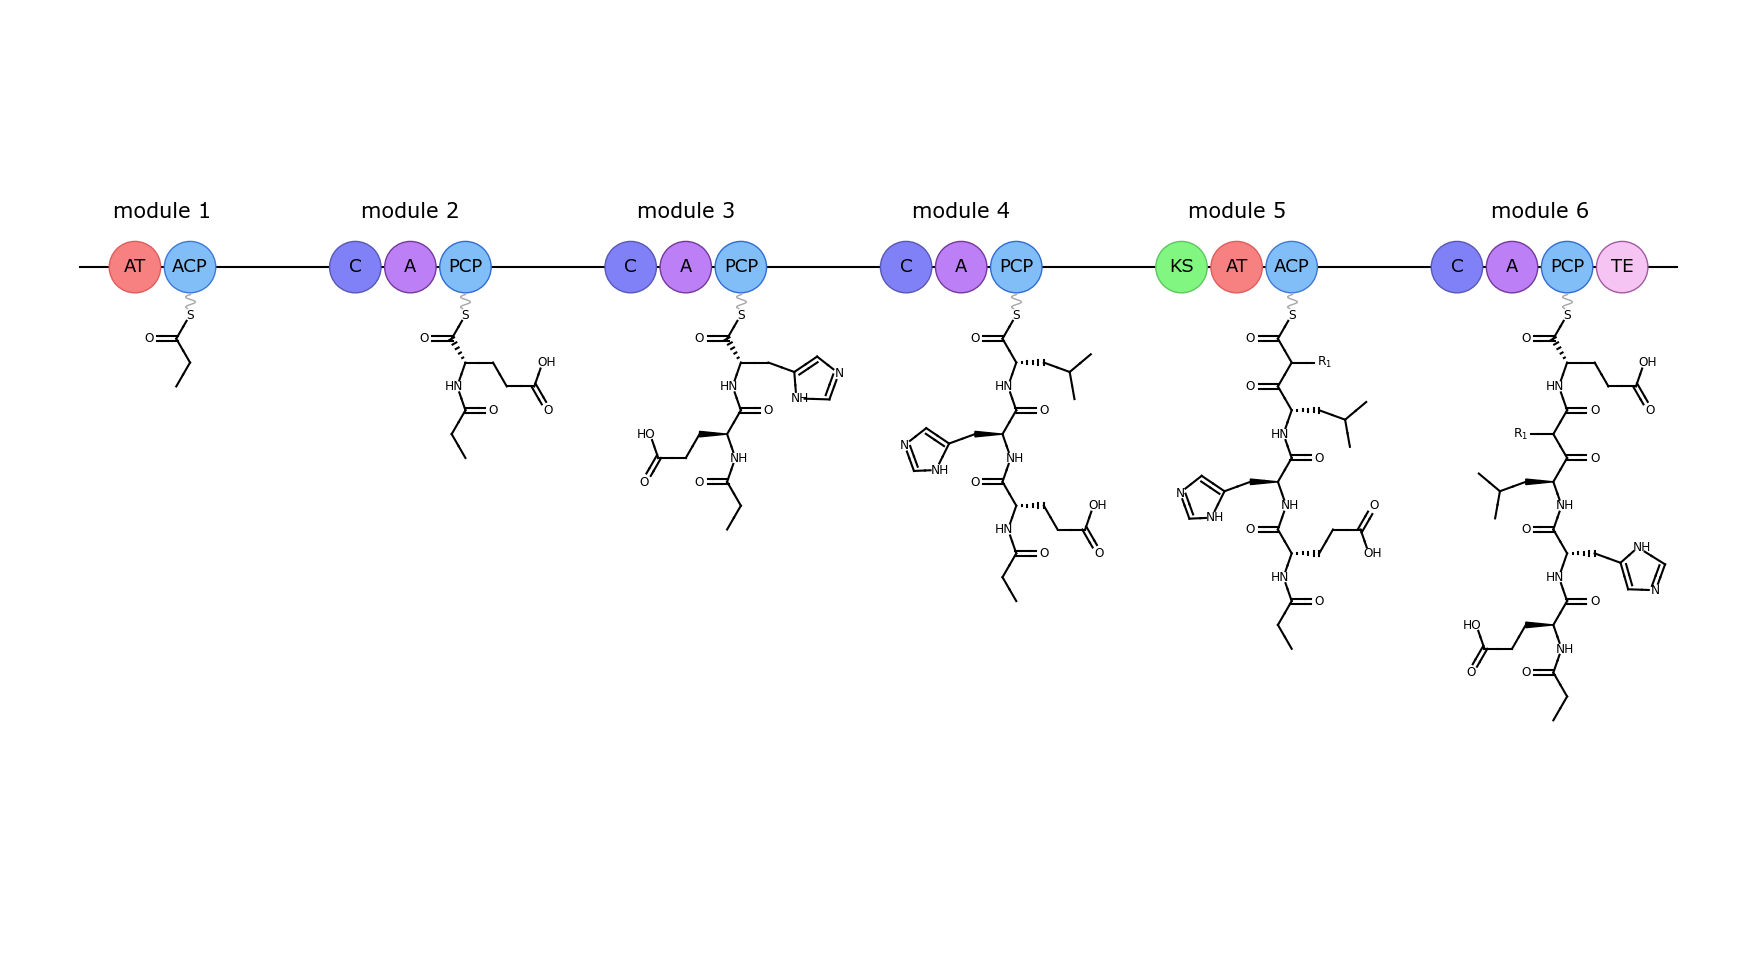 module 1 module 2 module 3 module 4 module 5 module 6
AT ACP C A PCP C A PCP C A PCP KS AT ACP C A PCP TE
S S S S S S
O O O O O O
OH R₁ OH
HN HN N HN O HN
NH
O O O O O
HO N HN R₁
NH
HO NH NH O O
O O O N O NH
OH NH O NH
HN O O
O O OH HN NH
HN N
O O
HO
NH
O O